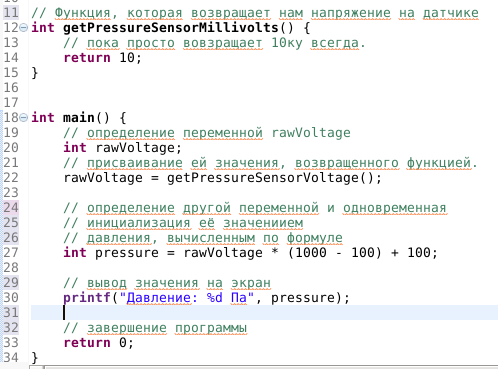 11 // Функция, которая возвращает нам напряжение на датчике
12 int getPressureSensorMillivolts() {
13 // пока просто вовзращает 10ку всегда.
14 return 10;
15 }
16
17
18 int main() {
19 // определение переменной rawVoltage
20 int rawVoltage;
21 // присваивание ей значения, возвращенного функцией.
22 rawVoltage = getPressureSensorVoltage();
23
24 // определение другой переменной и одновременная
25 // инициализация её значениием
26 // давления, вычисленным по формуле
27 int pressure = rawVoltage * (1000 - 100) + 100;
28
29 // вывод значения на экран
30 printf("Давление: %d Па", pressure);
31
32 // завершение программы
33 return 0;
34 }